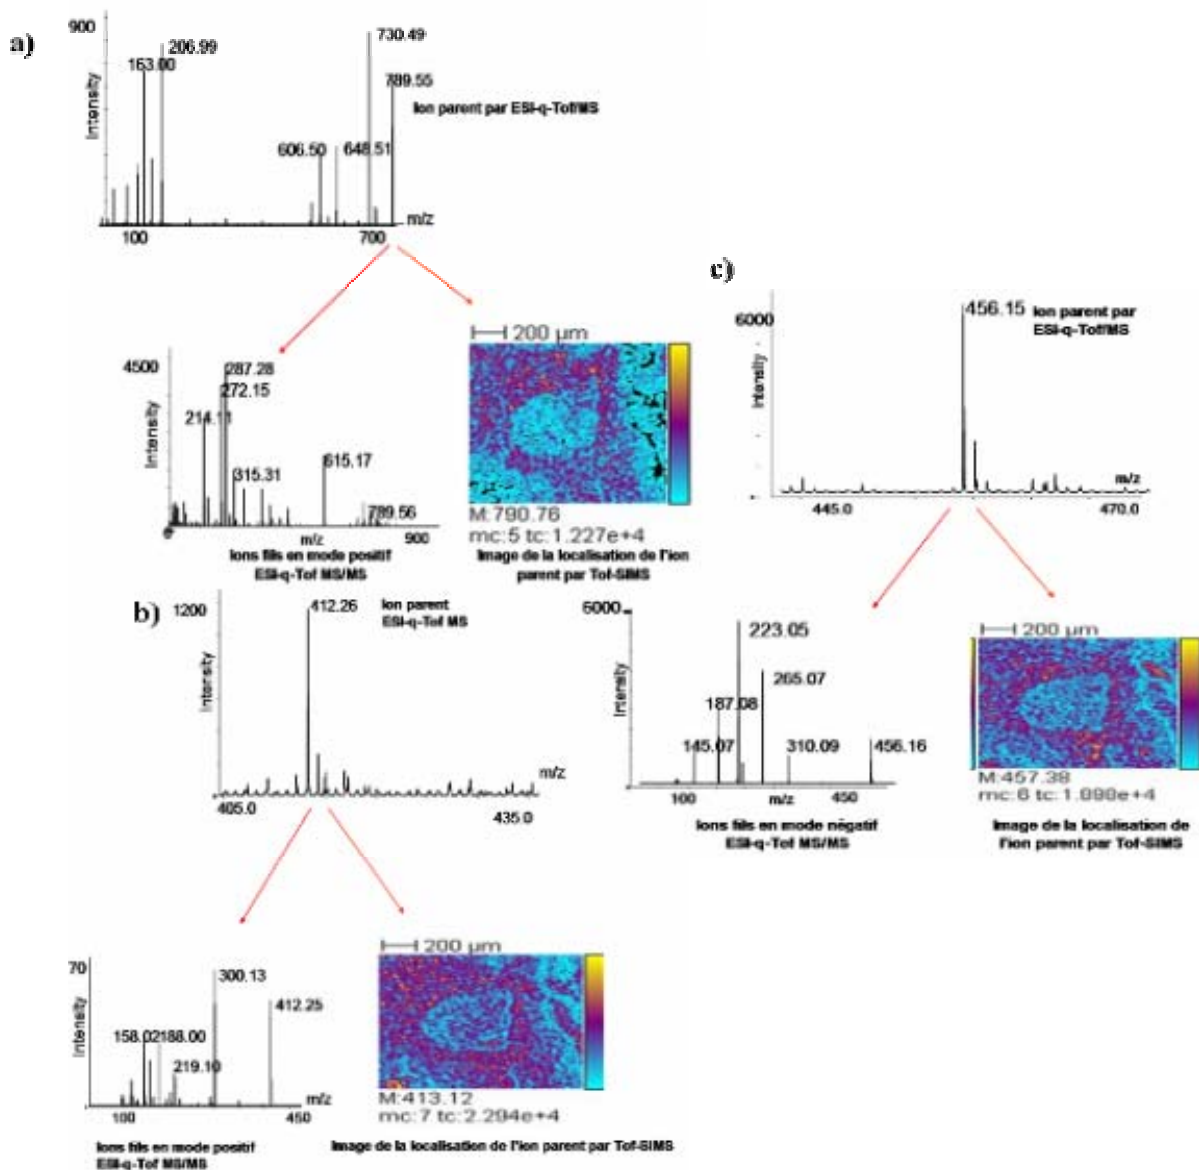 a)
900
206.99
163.00
730.49
789.55
Ion parent par ESI-q-Tof/MS
606.50
648.51
Intensity
m/z
100
700
4500
287.28
272.15
214.11
315.31
615.17
789.56
Intensity
0
m/z
900
Ions fils en mode positif
ESI-q-Tof MS/MS
200 µm
M:790.76
mc:5 tc:1.227e+4
Image de la localisation de l'ion
parent par Tof-SIMS
b)
1200
412.26
Ion parent
ESI-q-Tof MS
Intensity
m/z
405.0
435.0
70
300.13
412.25
158.02
188.00
219.10
Intensity
m/z
100
450
Ions fils en mode positif
ESI-q-Tof MS/MS
200 µm
M:413.12
mc:7 tc:2.294e+4
Image de la localisation de l'ion parent par Tof-SIMS
c)
6000
456.15
Ion parent par
ESI-q-Tof/MS
Intensity
m/z
445.0
470.0
6000
223.05
265.07
187.08
145.07
310.09
456.16
Intensity
100
m/z
450
Ions fils en mode négatif
ESI-q-Tof MS/MS
200 µm
M:457.38
mc:6 tc:1.898e+4
Image de la localisation de
l'ion parent par Tof-SIMS